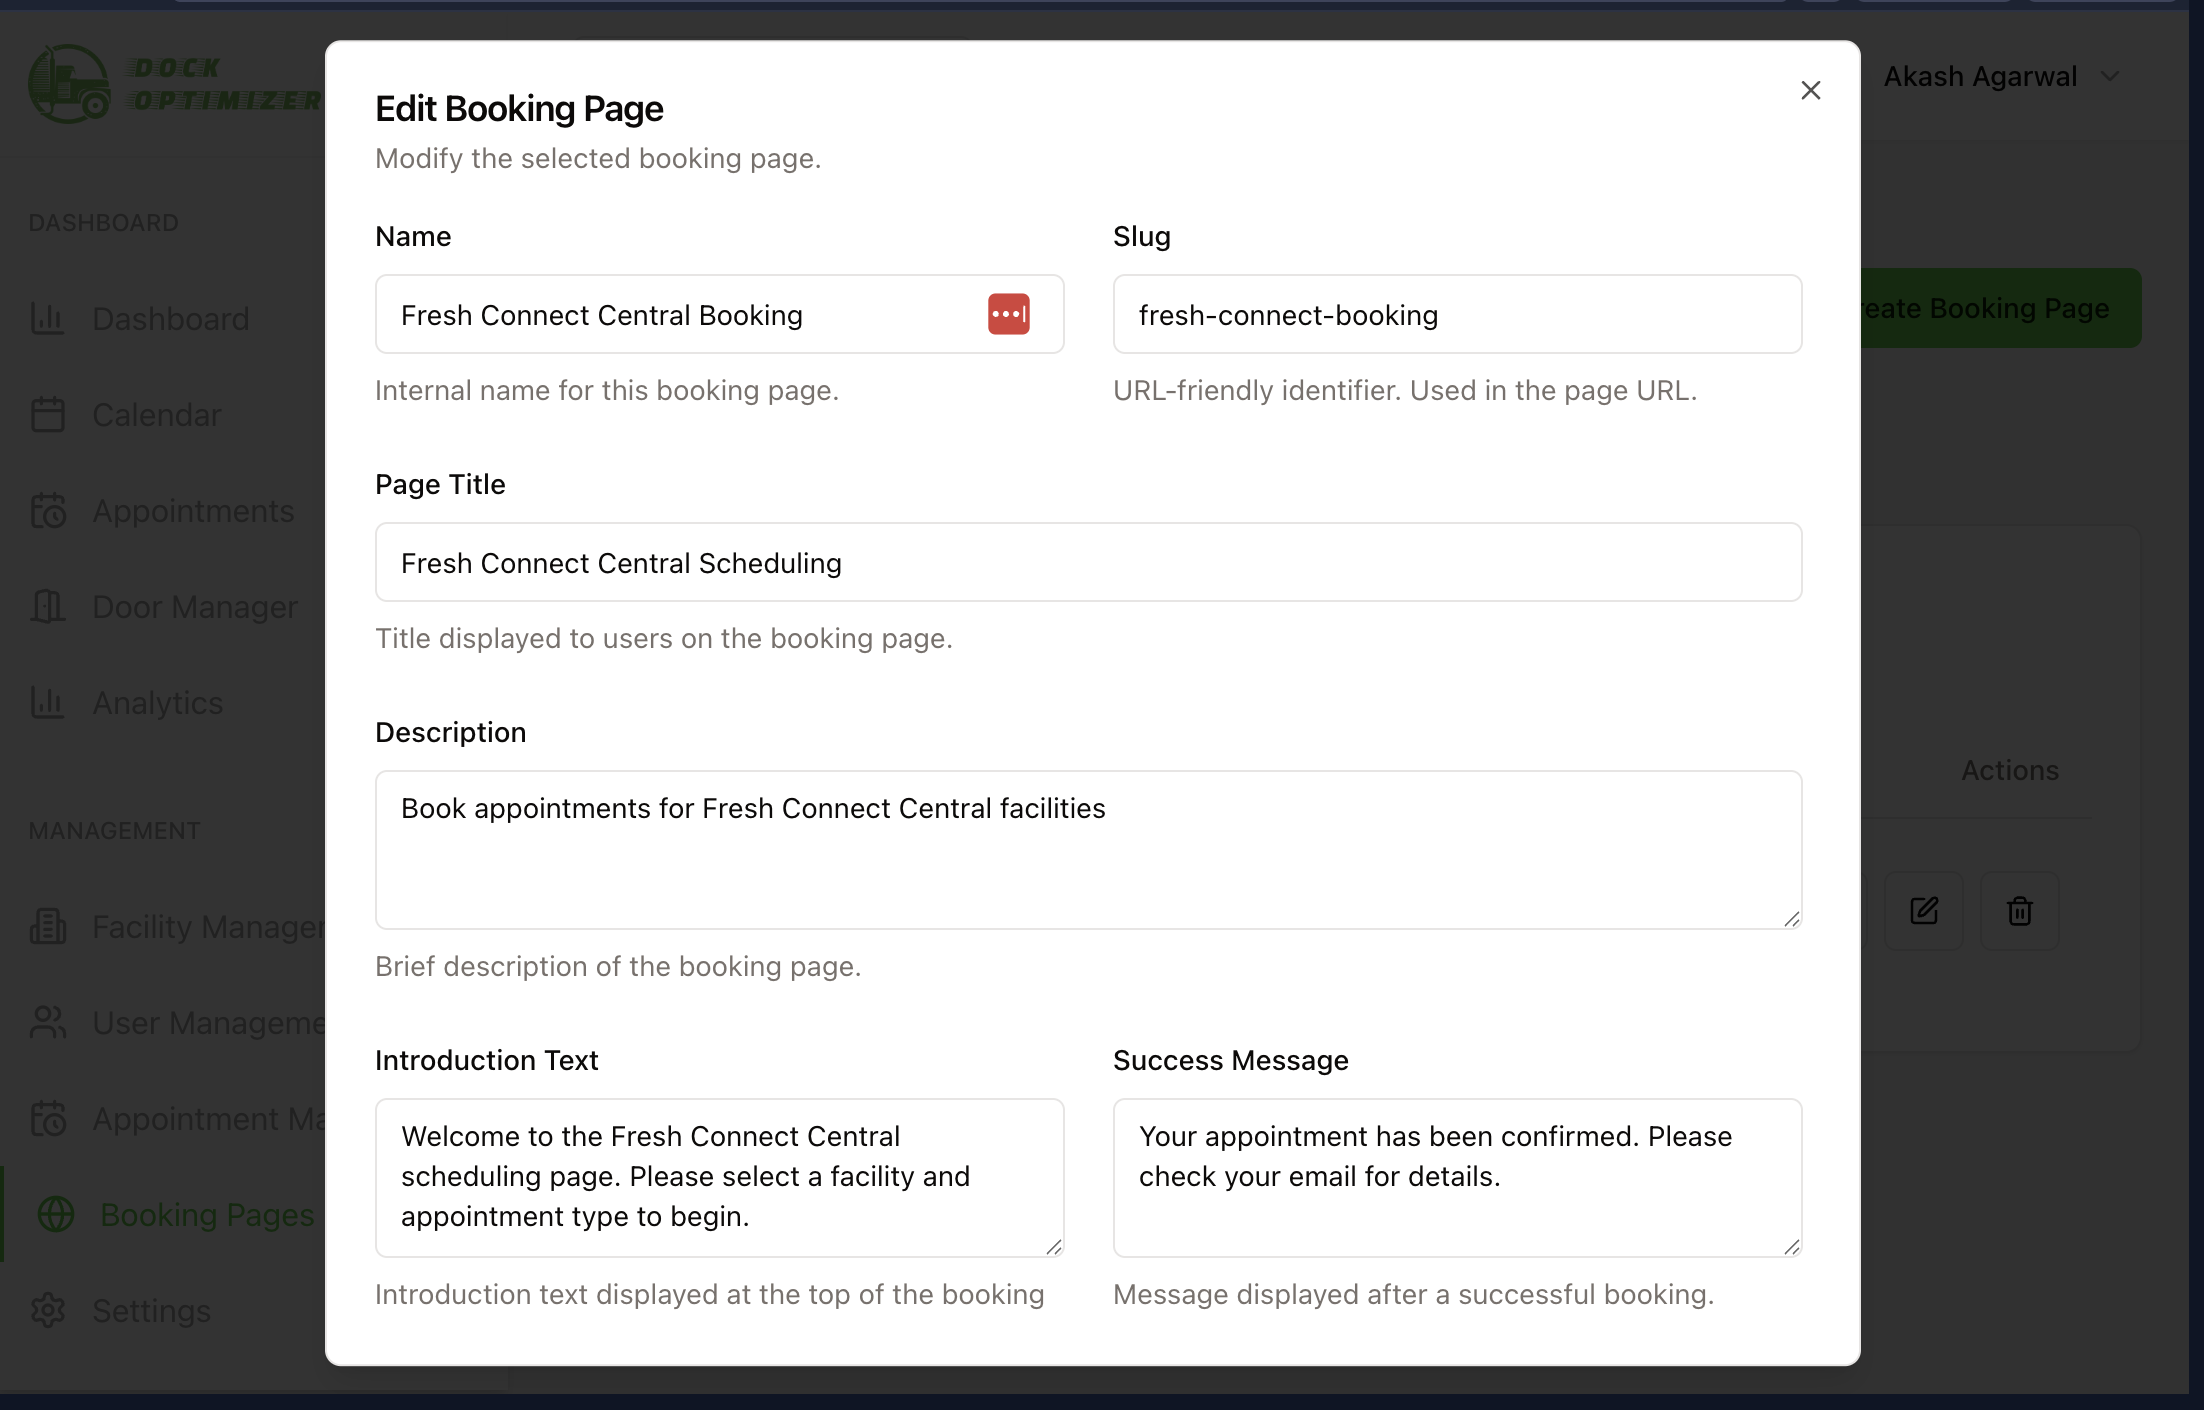 DOCK
OPTIMIZER
Akash Agarwal
DASHBOARD
Dashboard
Calendar
Appointments
Door Manager
Analytics
MANAGEMENT
Facility Manager
User Manageme
Appointment Ma
Booking Pages
Settings
Edit Booking Page
Modify the selected booking page.
Name
Fresh Connect Central Booking
Internal name for this booking page.
Slug
fresh-connect-booking
URL-friendly identifier. Used in the page URL.
Page Title
Fresh Connect Central Scheduling
Title displayed to users on the booking page.
Description
Book appointments for Fresh Connect Central facilities
Brief description of the booking page.
Introduction Text
Welcome to the Fresh Connect Central
scheduling page. Please select a facility and
appointment type to begin.
Introduction text displayed at the top of the booking
Success Message
Your appointment has been confirmed. Please
check your email for details.
Message displayed after a successful booking.
reate Booking Page
Actions